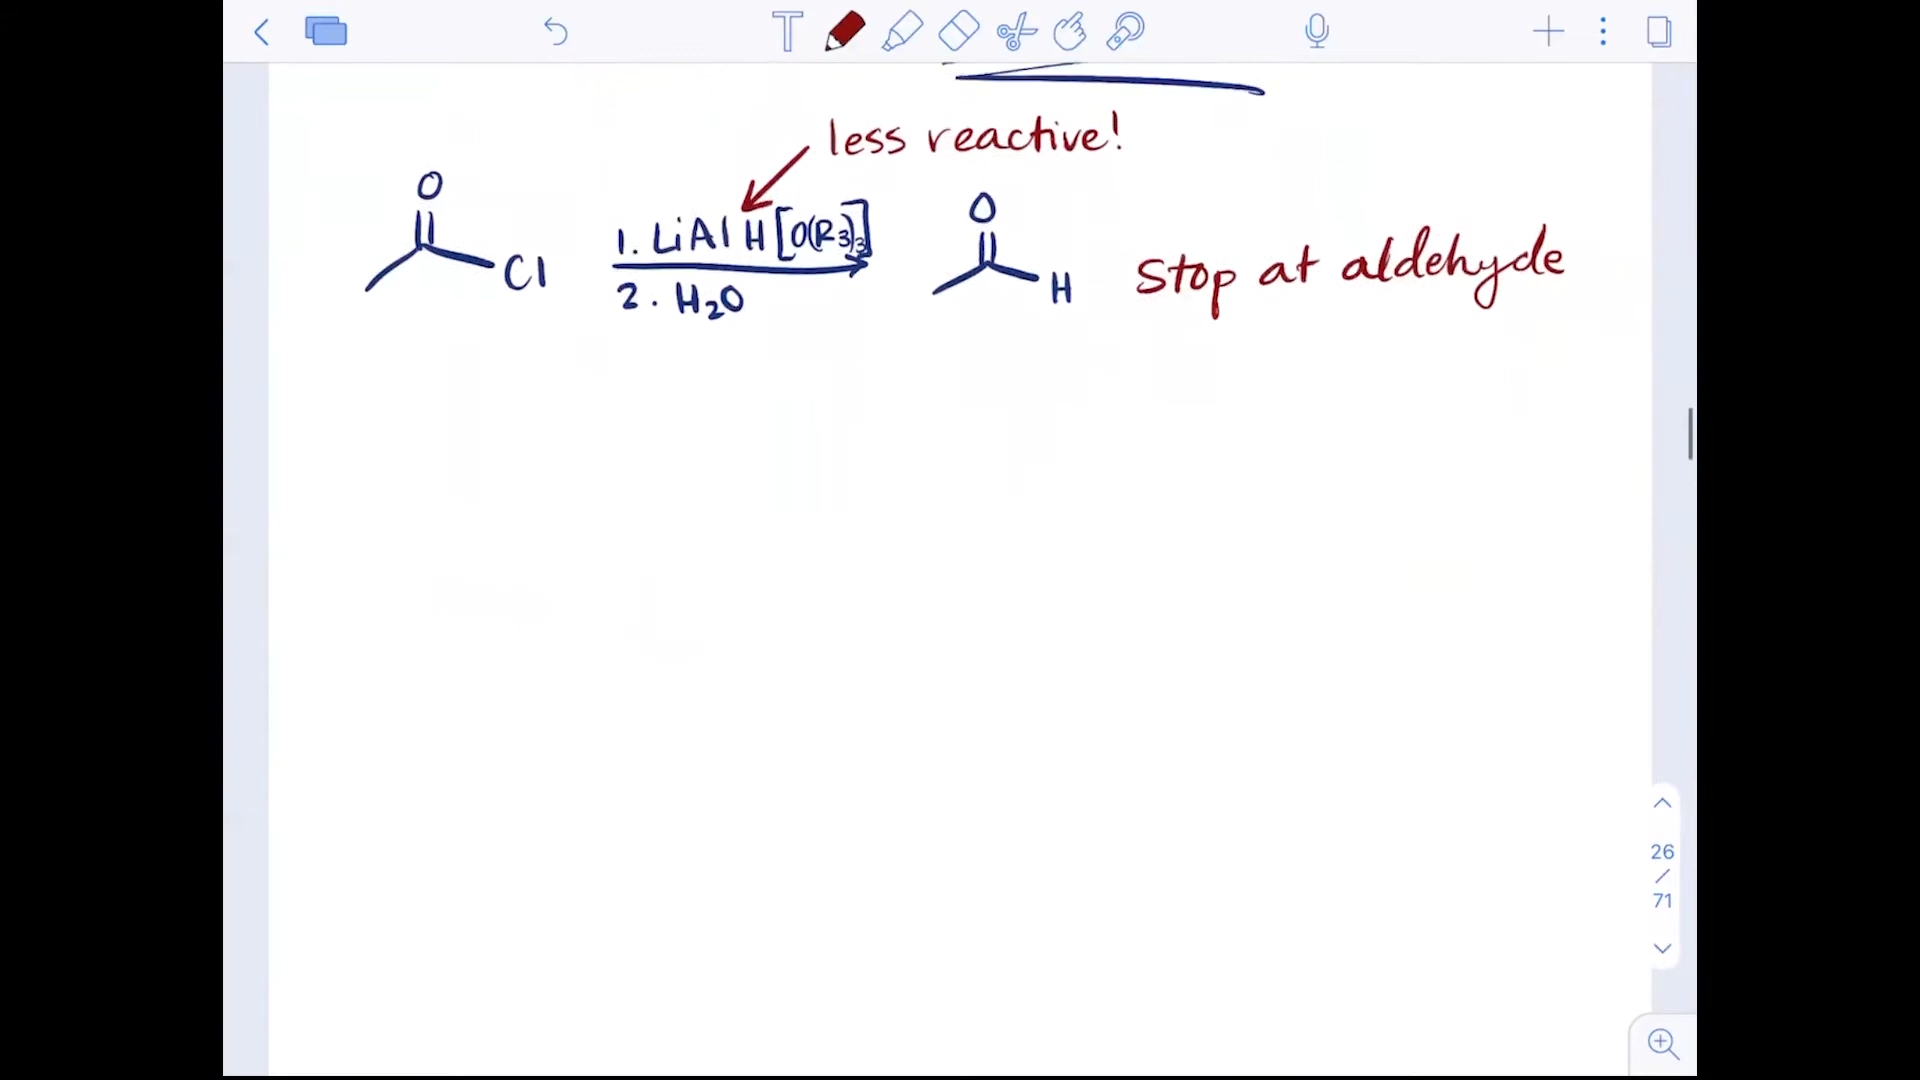 less reactive!
O
Cl
1. LiAlH[O(R3)3]
2. H2O
O
H
Stop at aldehyde
26
/
71